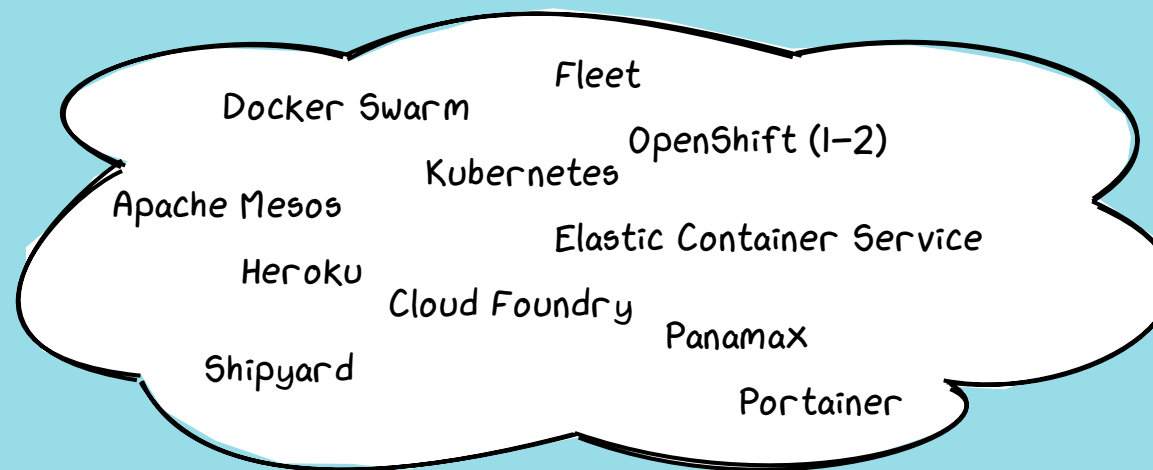 Fleet
Docker Swarm
OpenShift (1-2)
Kubernetes
Apache Mesos
Elastic Container Service
Heroku
Cloud Foundry
Panamax
Shipyard
Portainer